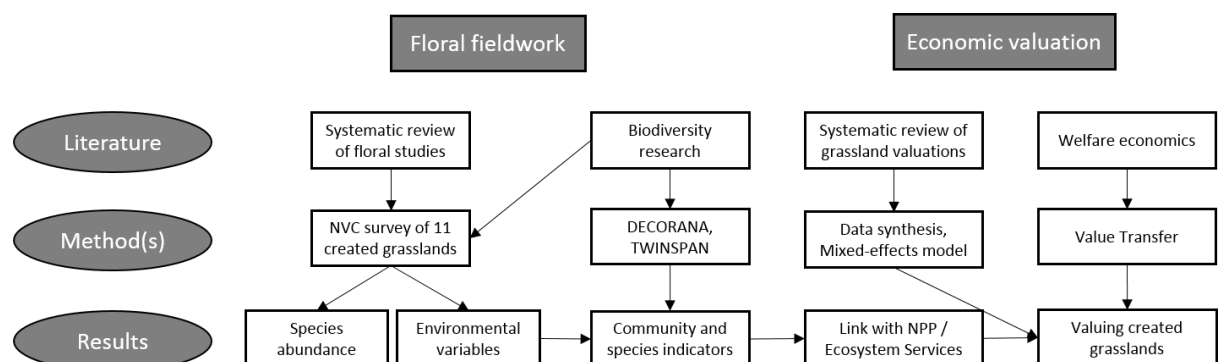 Floral fieldwork
Economic valuation
Literature
Systematic review
of floral studies
Biodiversity
research
Systematic review of
grassland valuations
Welfare economics
Method(s)
NVC survey of 11
created grasslands
DECORANA,
TWINSPAN
Data synthesis,
Mixed-effects model
Value Transfer
Results
Species
abundance
Environmental
variables
Community and
species indicators
Link with NPP /
Ecosystem Services
Valuing created
grasslands